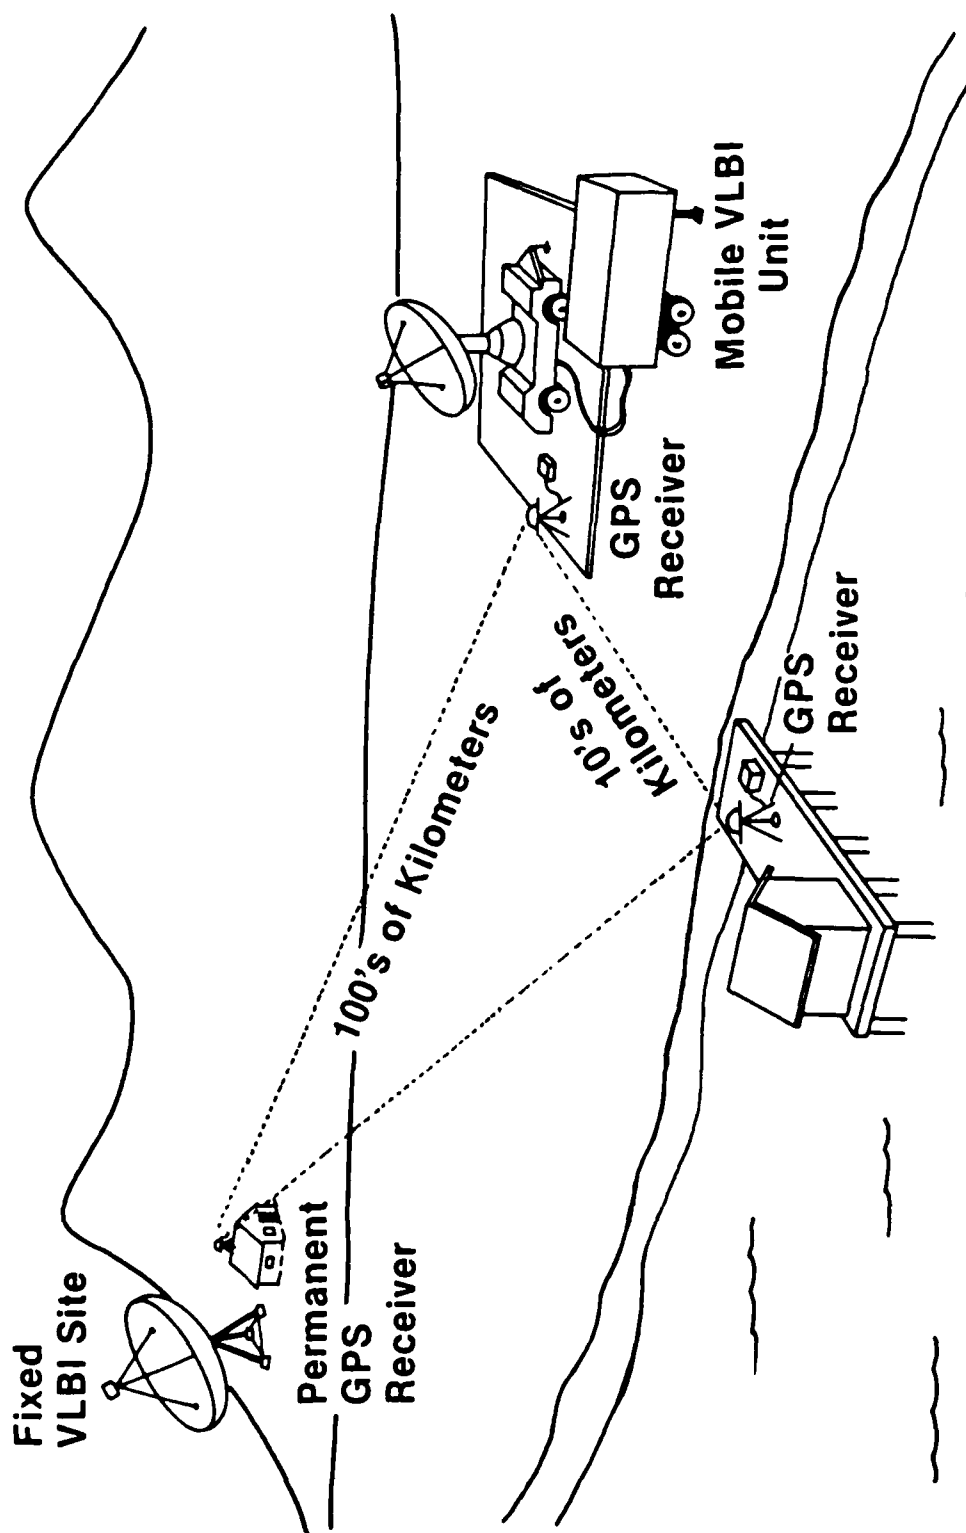 Fixed
VLBI Site
Permanent
GPS
Receiver
100's of Kilometers
10's of
Kilometers
GPS
Receiver
Mobile VLBI
Unit
GPS
Receiver